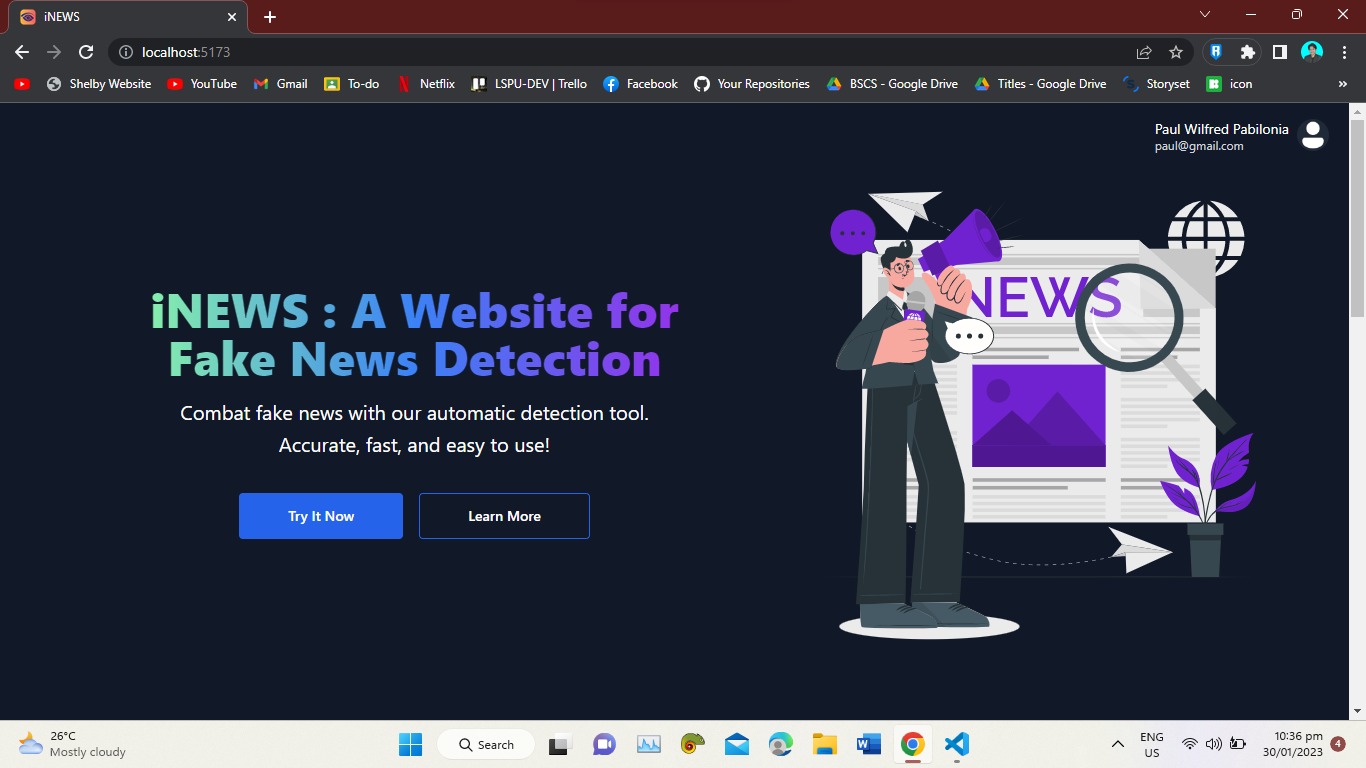 iNEWS
localhost:5173
Shelby Website
YouTube
Gmail
To-do
Netflix
LSPU-DEV | Trello
Facebook
Your Repositories
BSCS - Google Drive
Titles - Google Drive
Storyset
icon
»
Paul Wilfred Pabilonia
paul@gmail.com
NEWS
iNEWS : A Website for
Fake News Detection
Combat fake news with our automatic detection tool.
Accurate, fast, and easy to use!
Try It Now
Learn More
26°C
Mostly cloudy
Search
ENG
US
10:36 pm
30/01/2023
4